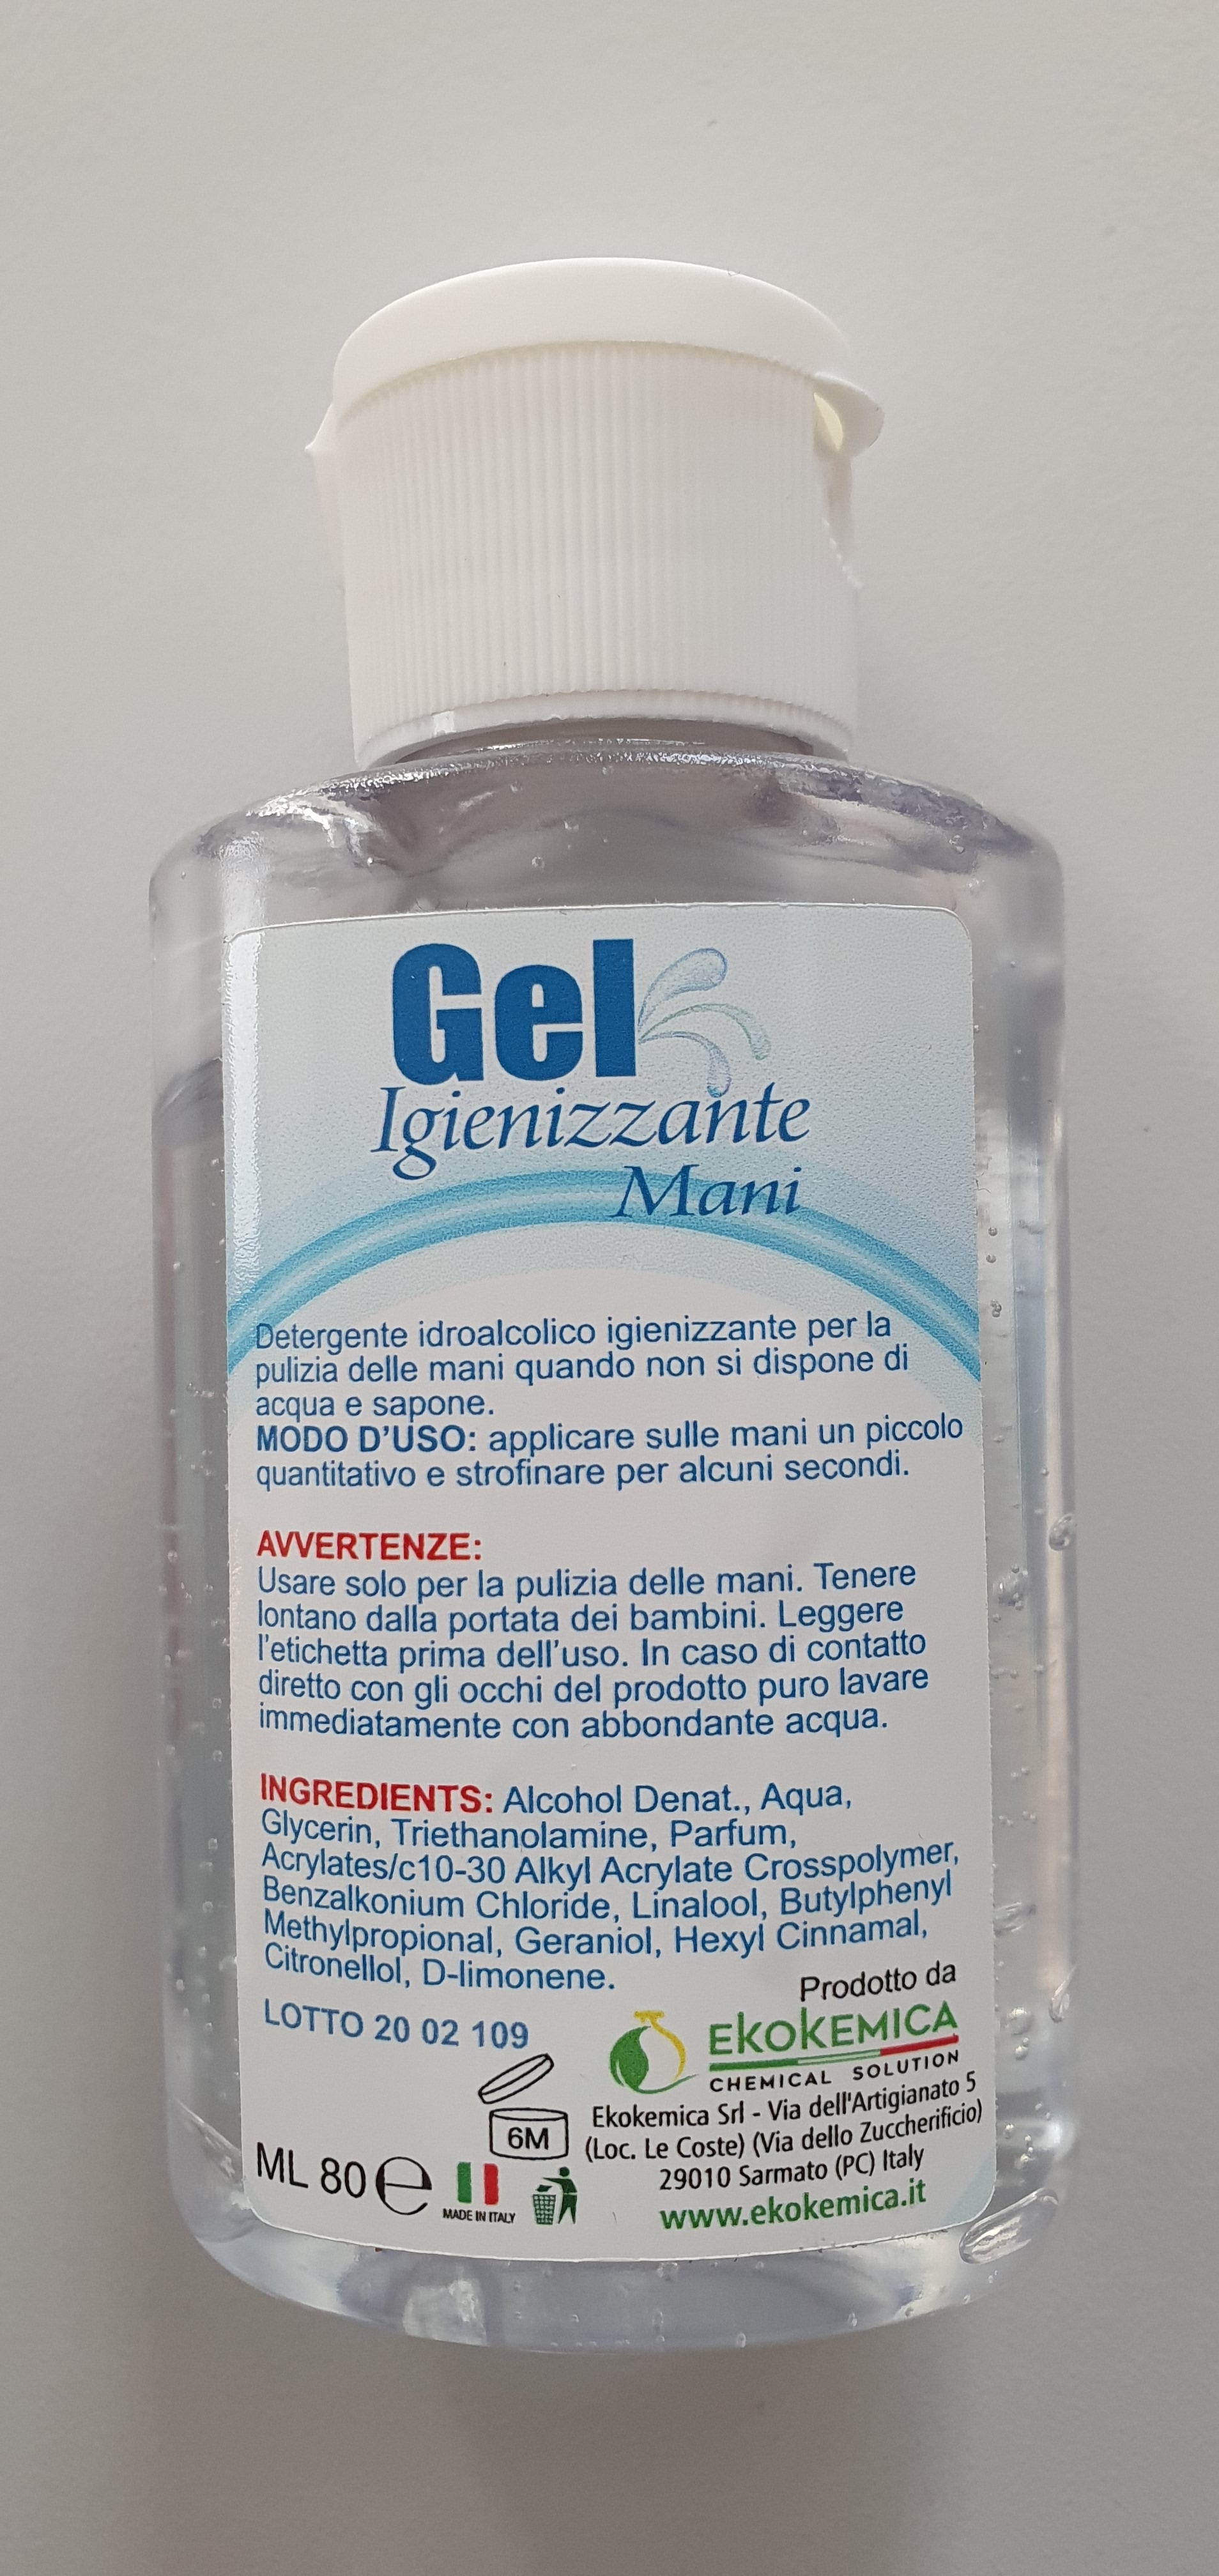 Gel
Igienizzante
Mani
Detergente idroalcolico igienizzante per la
pulizia delle mani quando non si dispone di
acqua e sapone.
MODO D'USO: applicare sulle mani un piccolo
quantitativo e strofinare per alcuni secondi.
AVVERTENZE:
Usare solo per la pulizia delle mani. Tenere
lontano dalla portata dei bambini. Leggere
l'etichetta prima dell'uso. In caso di contatto
diretto con gli occhi del prodotto puro lavare
immediatamente con abbondante acqua.
INGREDIENTS: Alcohol Denat., Aqua,
Glycerin, Triethanolamine, Parfum,
Acrylates/c10-30 Alkyl Acrylate Crosspolymer,
Benzalkonium Chloride, Linalool, Butylphenyl
Methylpropional, Geraniol, Hexyl Cinnamal,
Citronellol, D-limonene.
LOTTO 20 02 109
Prodotto da
EKOKEMICA
CHEMICAL SOLUTION
Ekokemica Srl - Via dell'Artigianato 5
(Loc. Le Coste) (Via dello Zuccherificio)
29010 Sarmato (PC) Italy
www.ekokemica.it
6M
ML 80 e
MADE IN ITALY